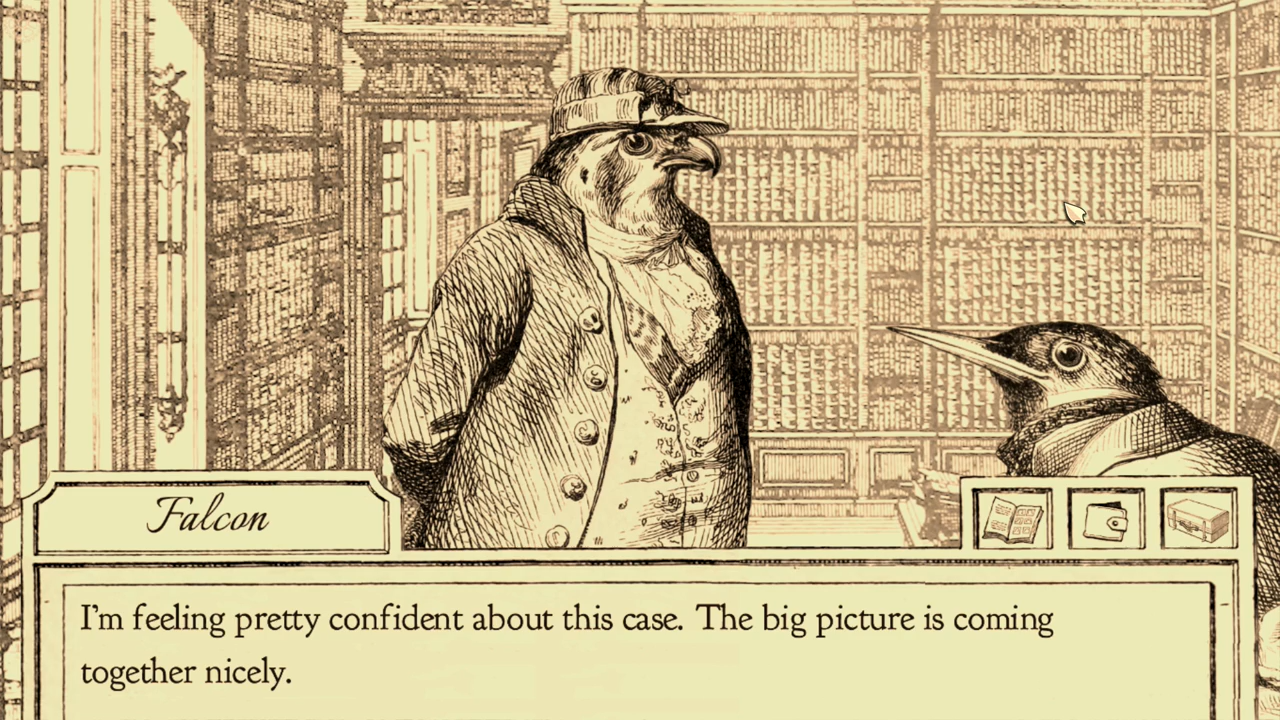 Falcon
I'm feeling pretty confident about this case. The big picture is coming
together nicely.